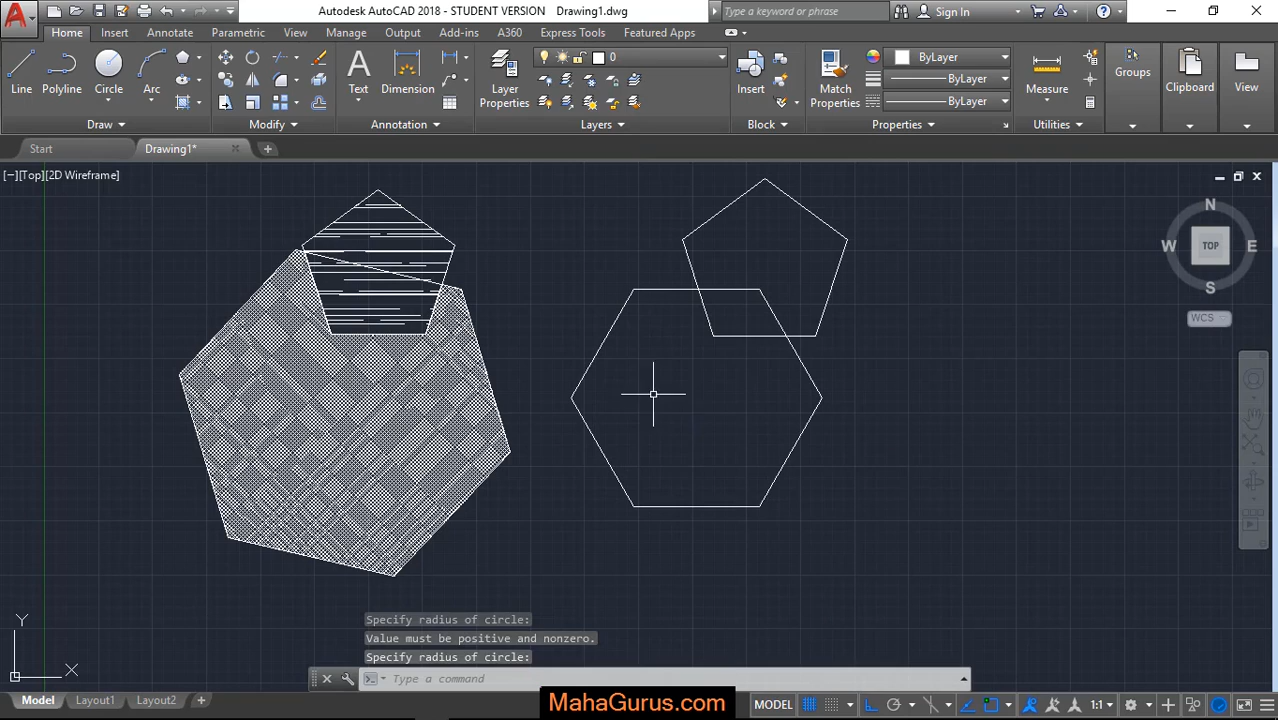 Autodesk AutoCAD 2018 - STUDENT VERSION Drawing1.dwg
Type a keyword or phrase
Sign In
Home Insert Annotate Parametric View Manage Output Add-ins A360 Express Tools Featured Apps
Line Polyline Circle Arc
Text Dimension
Layer Properties
0
Insert
Match Properties
ByLayer
ByLayer
ByLayer
Measure
Groups
Clipboard
View
Draw Modify Annotation Layers Block Properties Utilities
Start Drawing1*
[−][Top][2D Wireframe]
N
W TOP E
S
WCS
Y
X
Specify radius of circle:
Value must be positive and nonzero.
Specify radius of circle:
Type a command
Model Layout1 Layout2
MahaGurus.com
MODEL
1:1